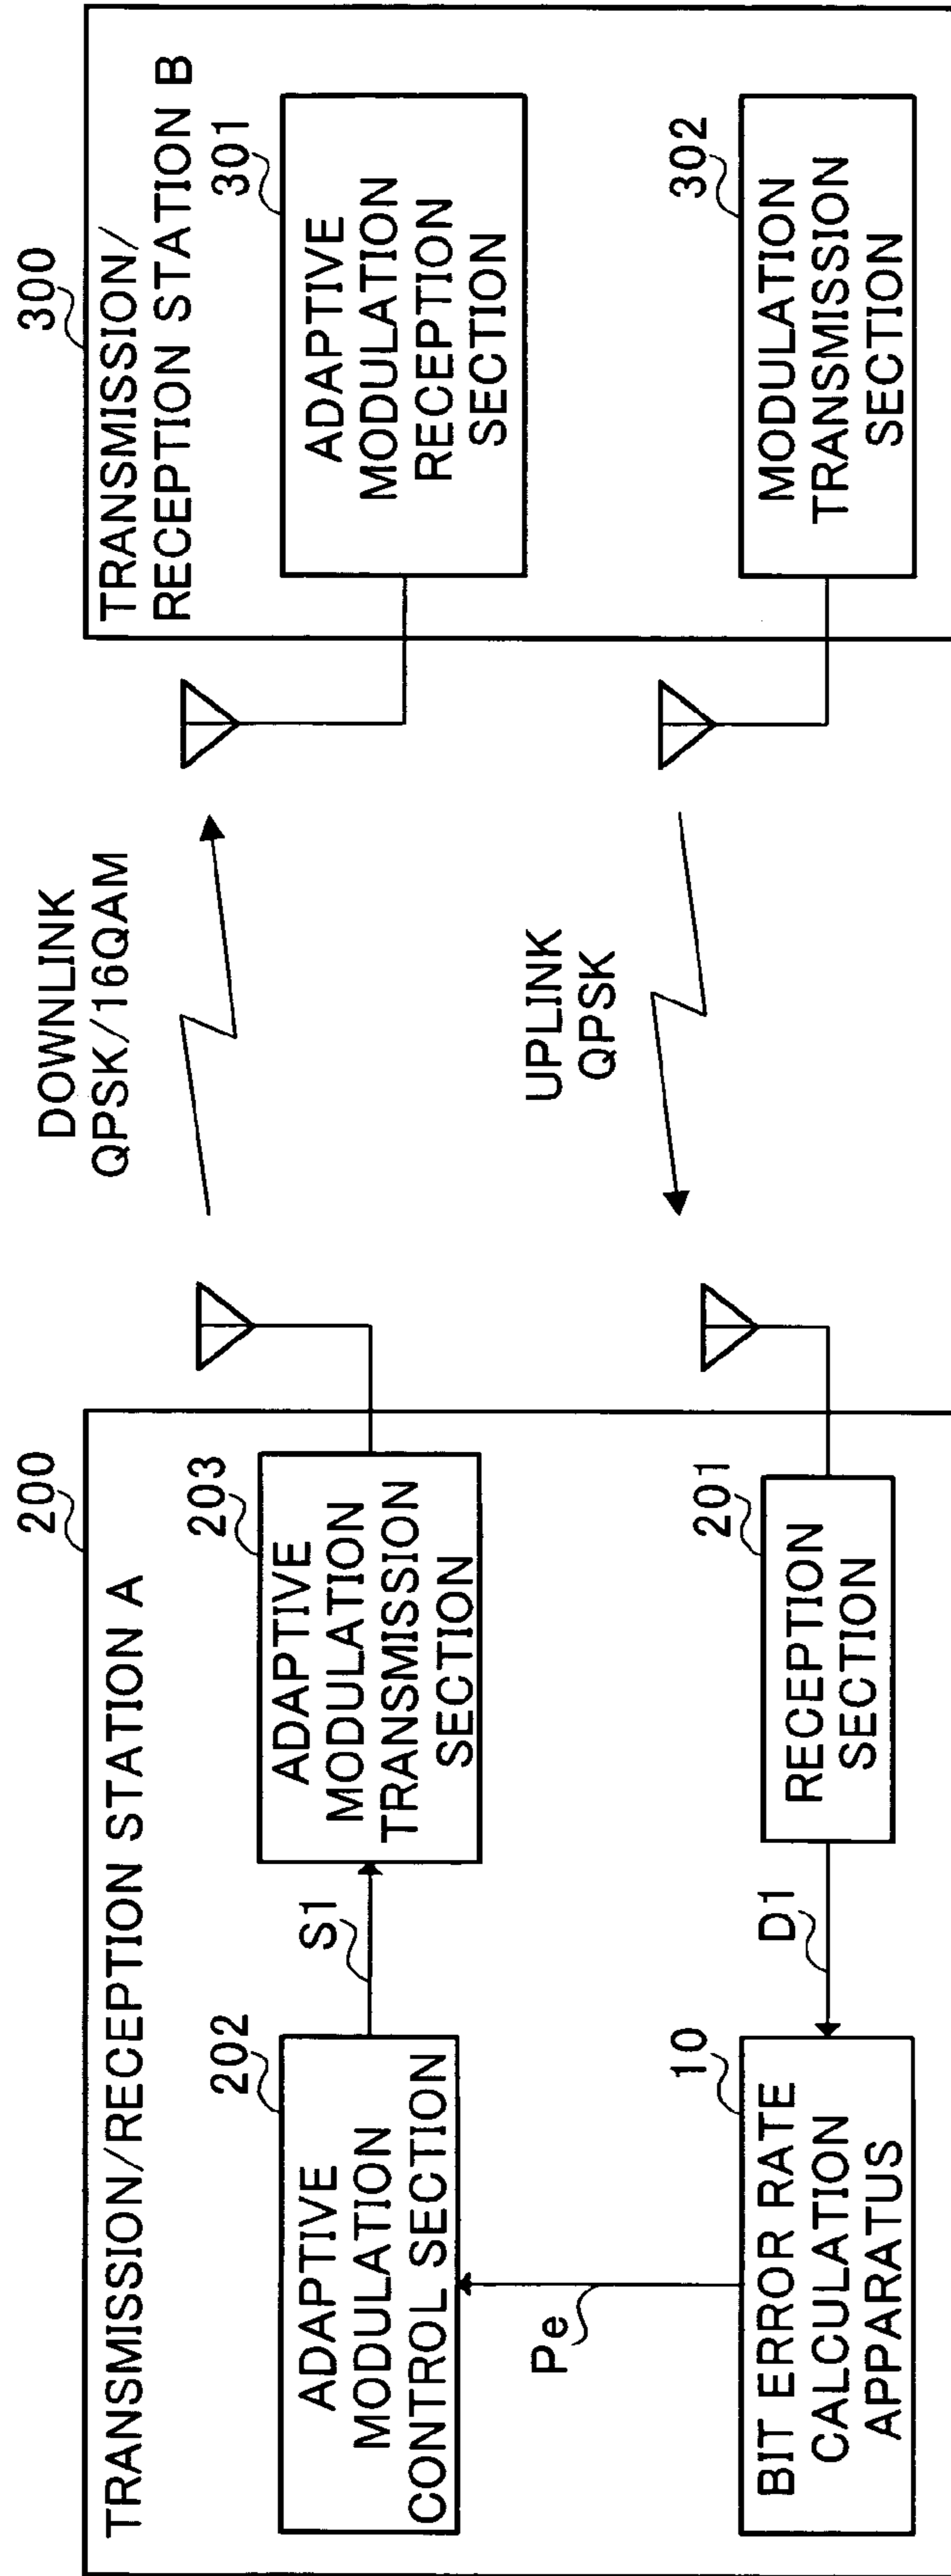 200
TRANSMISSION/RECEPTION STATION A
202
ADAPTIVE
MODULATION
CONTROL SECTION
S1
203
ADAPTIVE
MODULATION
TRANSMISSION
SECTION
Pe
10
BIT ERROR RATE
CALCULATION
APPARATUS
D1
201
RECEPTION
SECTION
DOWNLINK
QPSK/16QAM
UPLINK
QPSK
300
TRANSMISSION/
RECEPTION STATION B
301
ADAPTIVE
MODULATION
RECEPTION
SECTION
302
MODULATION
TRANSMISSION
SECTION